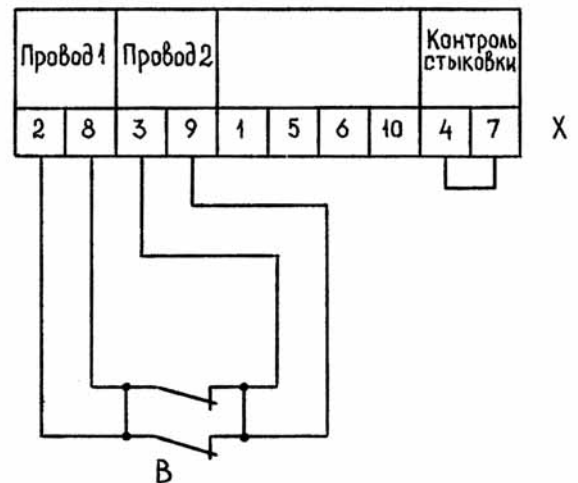 Провод 1 Провод 2 Контроль стыковки
2 8 3 9 1 5 6 10 4 7 X
В